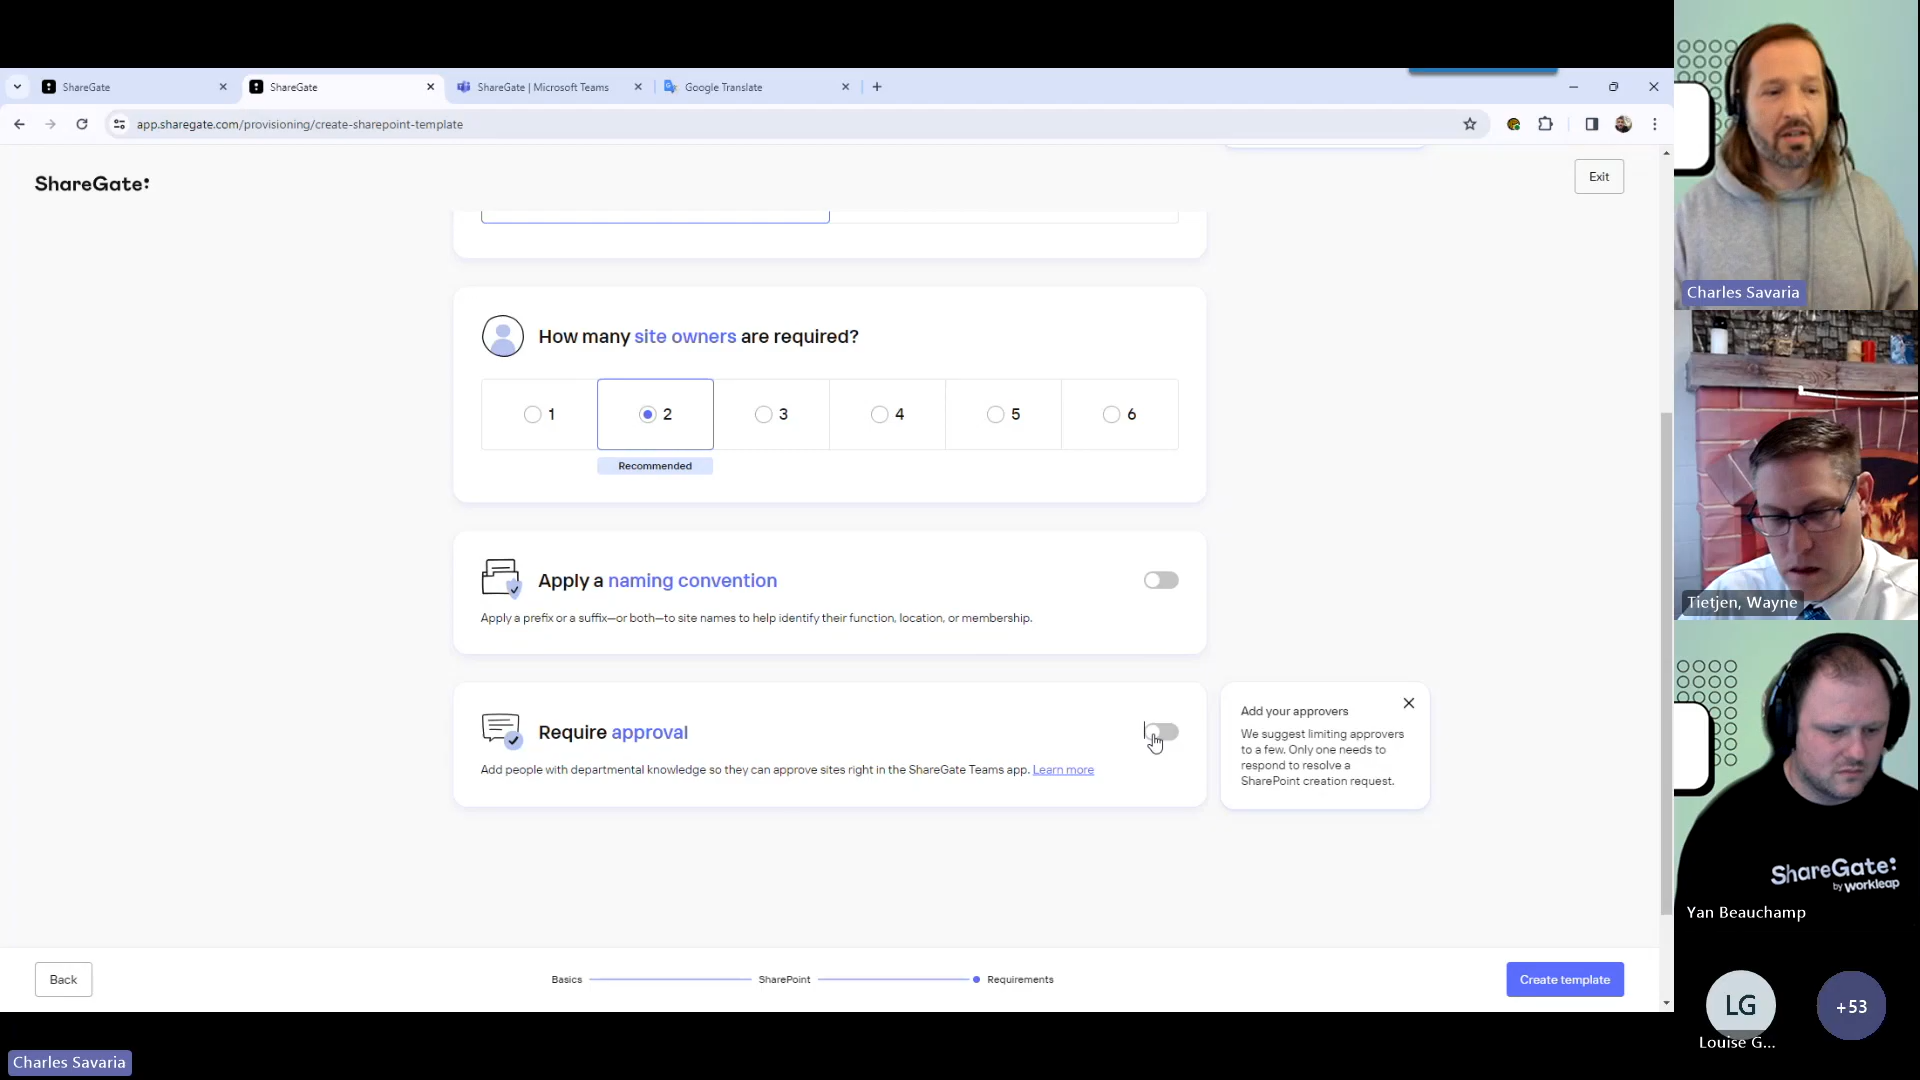 ShareGate
ShareGate
ShareGate | Microsoft Teams
Google Translate
app.sharegate.com/provisioning/create-sharepoint-template
ShareGate:
Exit
How many site owners are required?
1
2
3
4
5
6
Recommended
Apply a naming convention
Apply a prefix or a suffix—or both—to site names to help identify their function, location, or membership.
Require approval
Add people with departmental knowledge so they can approve sites right in the ShareGate Teams app. Learn more
Add your approvers
We suggest limiting approvers
to a few. Only one needs to
respond to resolve a
SharePoint creation request.
Back
Basics
SharePoint
Requirements
Create template
Charles Savaria
Charles Savaria
Tietjen, Wayne
ShareGate:
by workleap
Yan Beauchamp
LG
+53
Louise G...